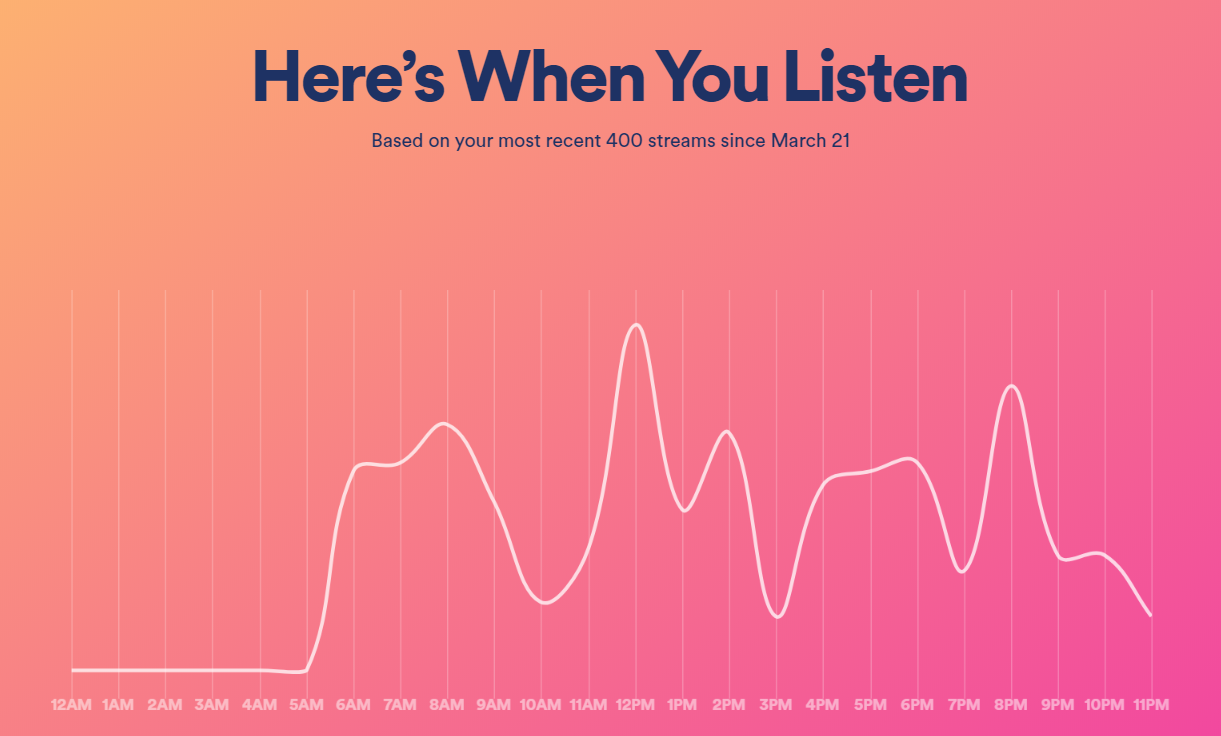 Here’s When You Listen
Based on your most recent 400 streams since March 21
12AM 1AM 2AM 3AM 4AM 5AM 6AM 7AM 8AM 9AM 10AM 11AM 12PM 1PM 2PM 3PM 4PM 5PM 6PM 7PM 8PM 9PM 10PM 11PM